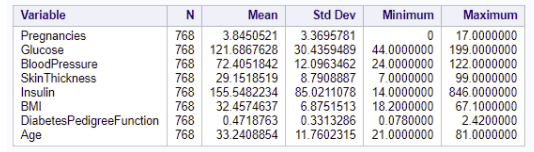 Variable N Mean Std Dev Minimum Maximum
Pregnancies 768 3.8450521 3.3695781 0 17.0000000
Glucose 768 121.6867628 30.4359489 44.0000000 199.0000000
BloodPressure 768 72.4051842 12.0963462 24.0000000 122.0000000
SkinThickness 768 29.1518519 8.7908887 7.0000000 99.0000000
Insulin 768 155.5482234 85.0211078 14.0000000 846.0000000
BMI 768 32.4574637 6.8751513 18.2000000 67.1000000
DiabetesPedigreeFunction 768 0.4718763 0.3313286 0.0780000 2.4200000
Age 768 33.2408854 11.7602315 21.0000000 81.0000000